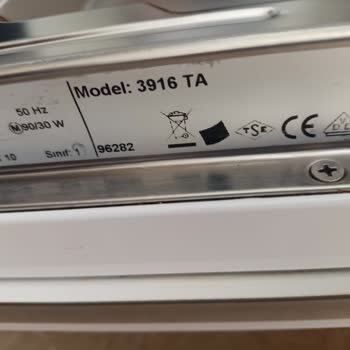 Model: 3916 TA
50 Hz
M 90/30 W
10
Sınıf: 1
96282
TSE
CE